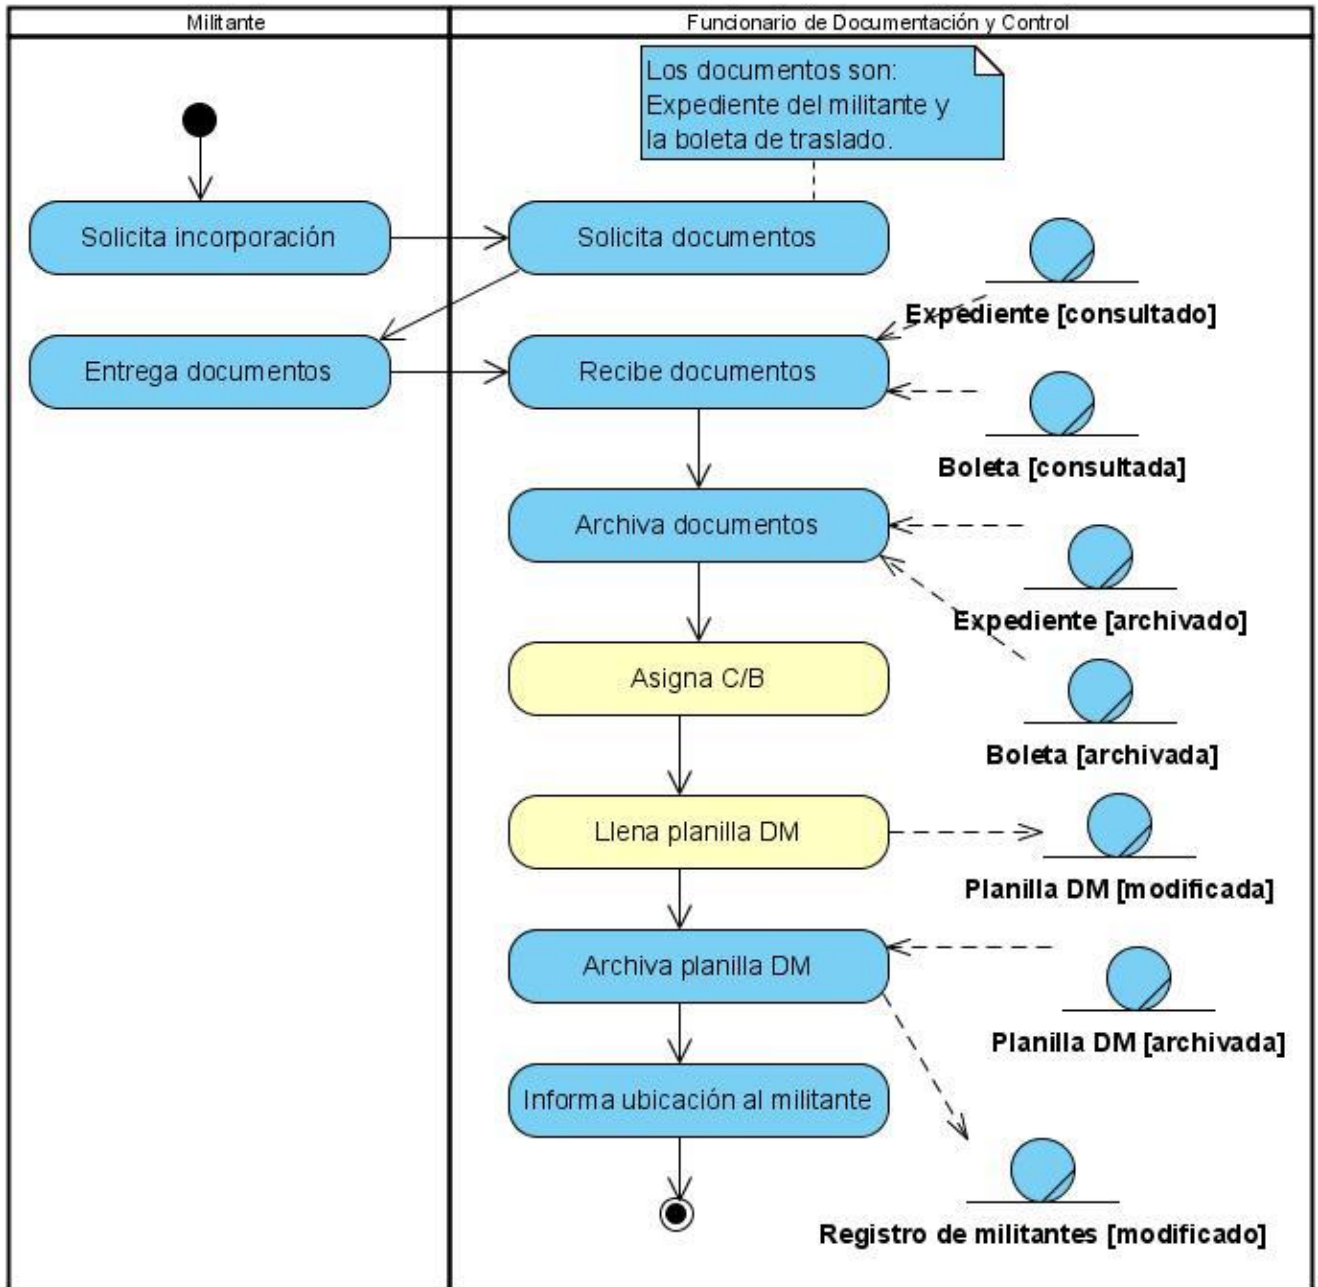 Militante
Funcionario de Documentación y Control
Los documentos son:
Expediente del militante y
la boleta de traslado.
Solicita incorporación
Solicita documentos
Expediente [consultado]
Entrega documentos
Recibe documentos
Boleta [consultada]
Archiva documentos
Expediente [archivado]
Asigna C/B
Boleta [archivada]
Llena planilla DM
Planilla DM [modificada]
Archiva planilla DM
Planilla DM [archivada]
Informa ubicación al militante
Registro de militantes [modificado]